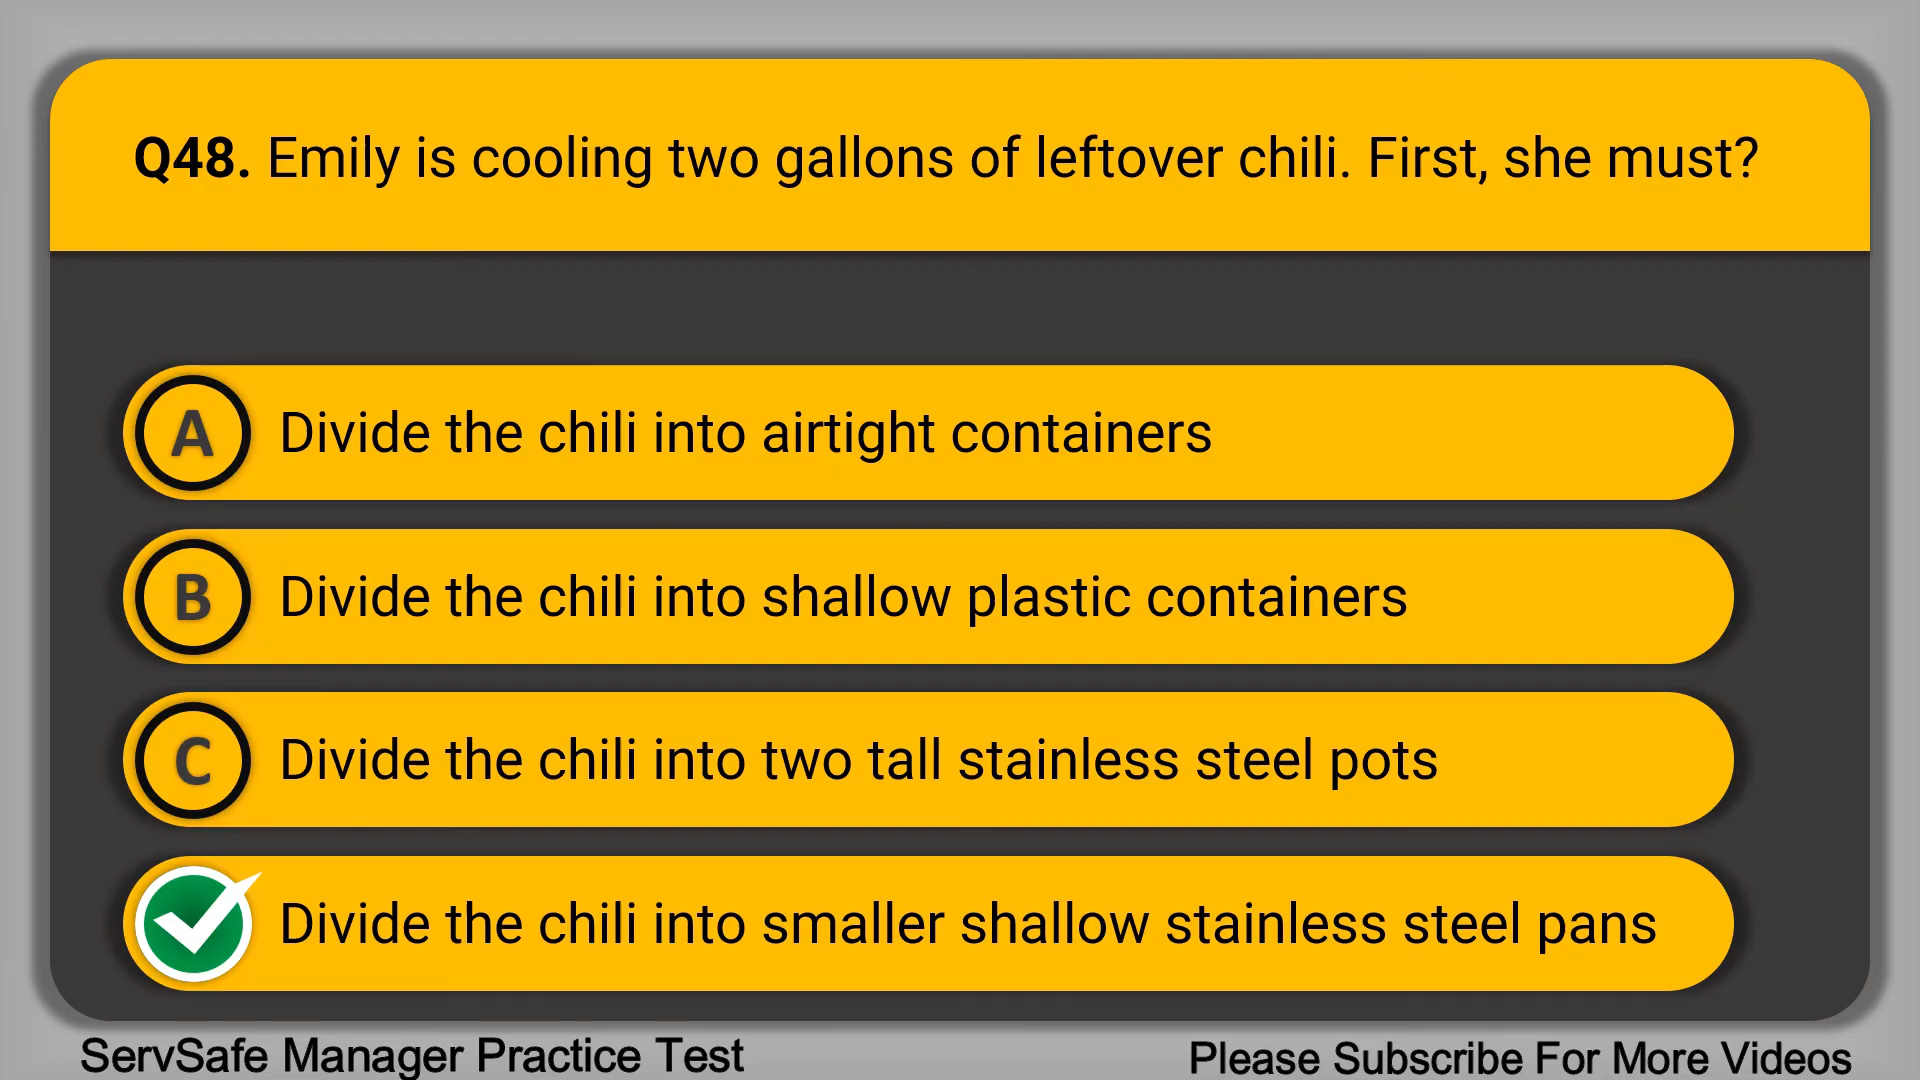 Q48. Emily is cooling two gallons of leftover chili. First, she must?
A Divide the chili into airtight containers
B Divide the chili into shallow plastic containers
C Divide the chili into two tall stainless steel pots
Divide the chili into smaller shallow stainless steel pans
ServSafe Manager Practice Test
Please Subscribe For More Videos